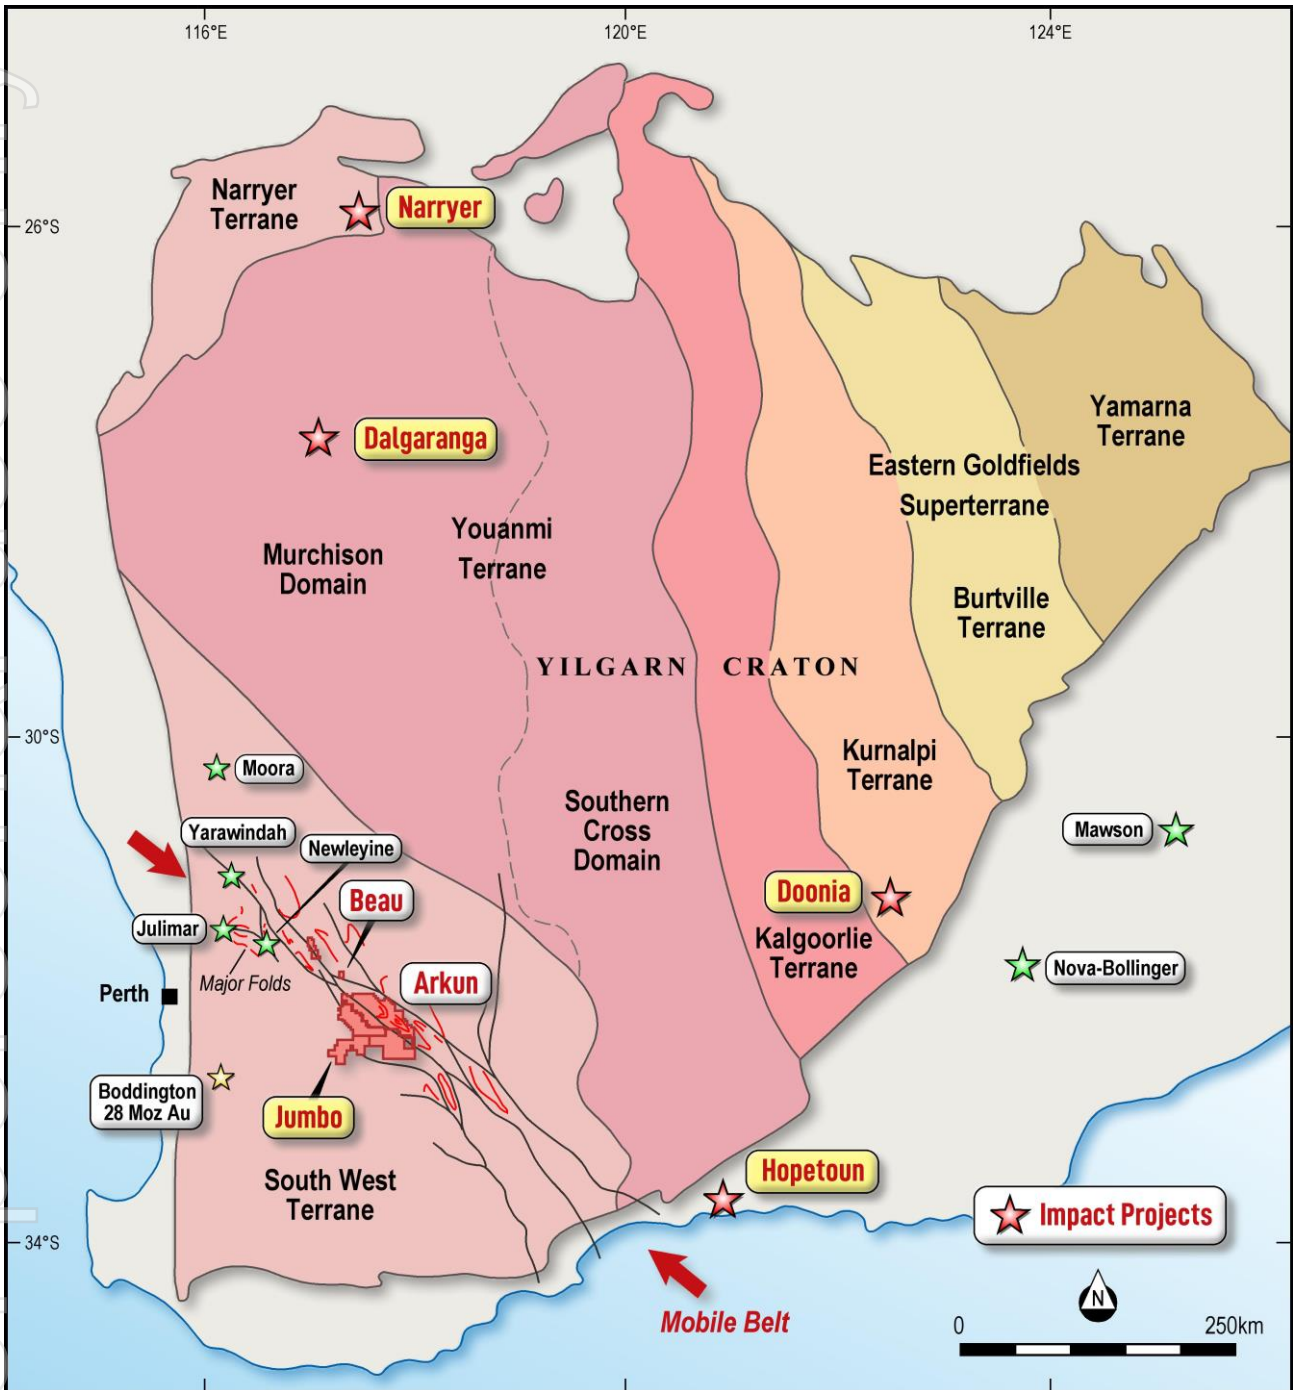 116°E
120°E
124°E
Narryer
Terrane
Narryer
26°S
Yamarna
Terrane
Dalgaranga
Eastern Goldfields
Superterrane
Youanmi
Terrane
Murchison
Domain
Burtville
Terrane
YILGARN CRATON
30°S
Moora
Kurnalpi
Terrane
Southern
Cross
Domain
Yarawindah
Newleyine
Mawson
Beau
Doonia
Julimar
Kalgoorlie
Terrane
Major Folds
Nova-Bollinger
Perth
Arkun
Boddington
28 Moz Au
Jumbo
Hopetoun
South West
Terrane
Impact Projects
34°S
N
Mobile Belt
0
250km